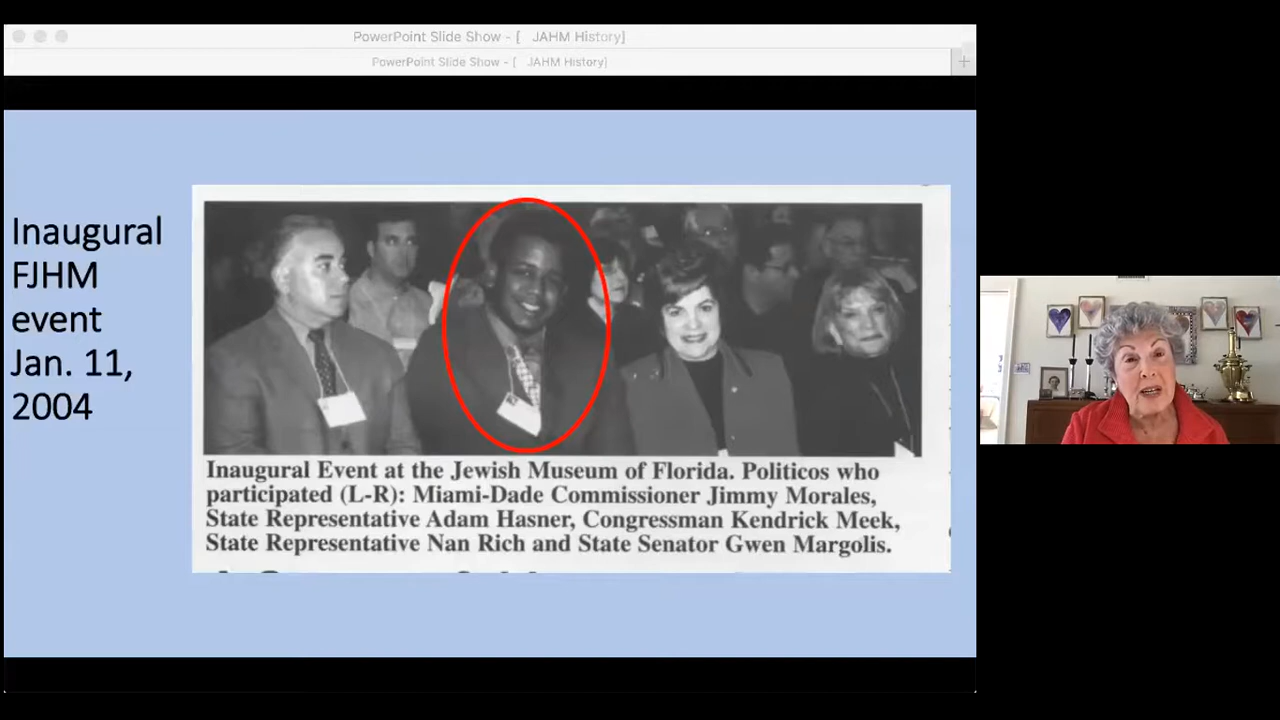 PowerPoint Slide Show - [ JAHM History]
PowerPoint Slide Show - [ JAHM History]
Inaugural
FJHM
event
Jan. 11,
2004
Inaugural Event at the Jewish Museum of Florida. Politicos who
participated (L-R): Miami-Dade Commissioner Jimmy Morales,
State Representative Adam Hasner, Congressman Kendrick Meek,
State Representative Nan Rich and State Senator Gwen Margolis.